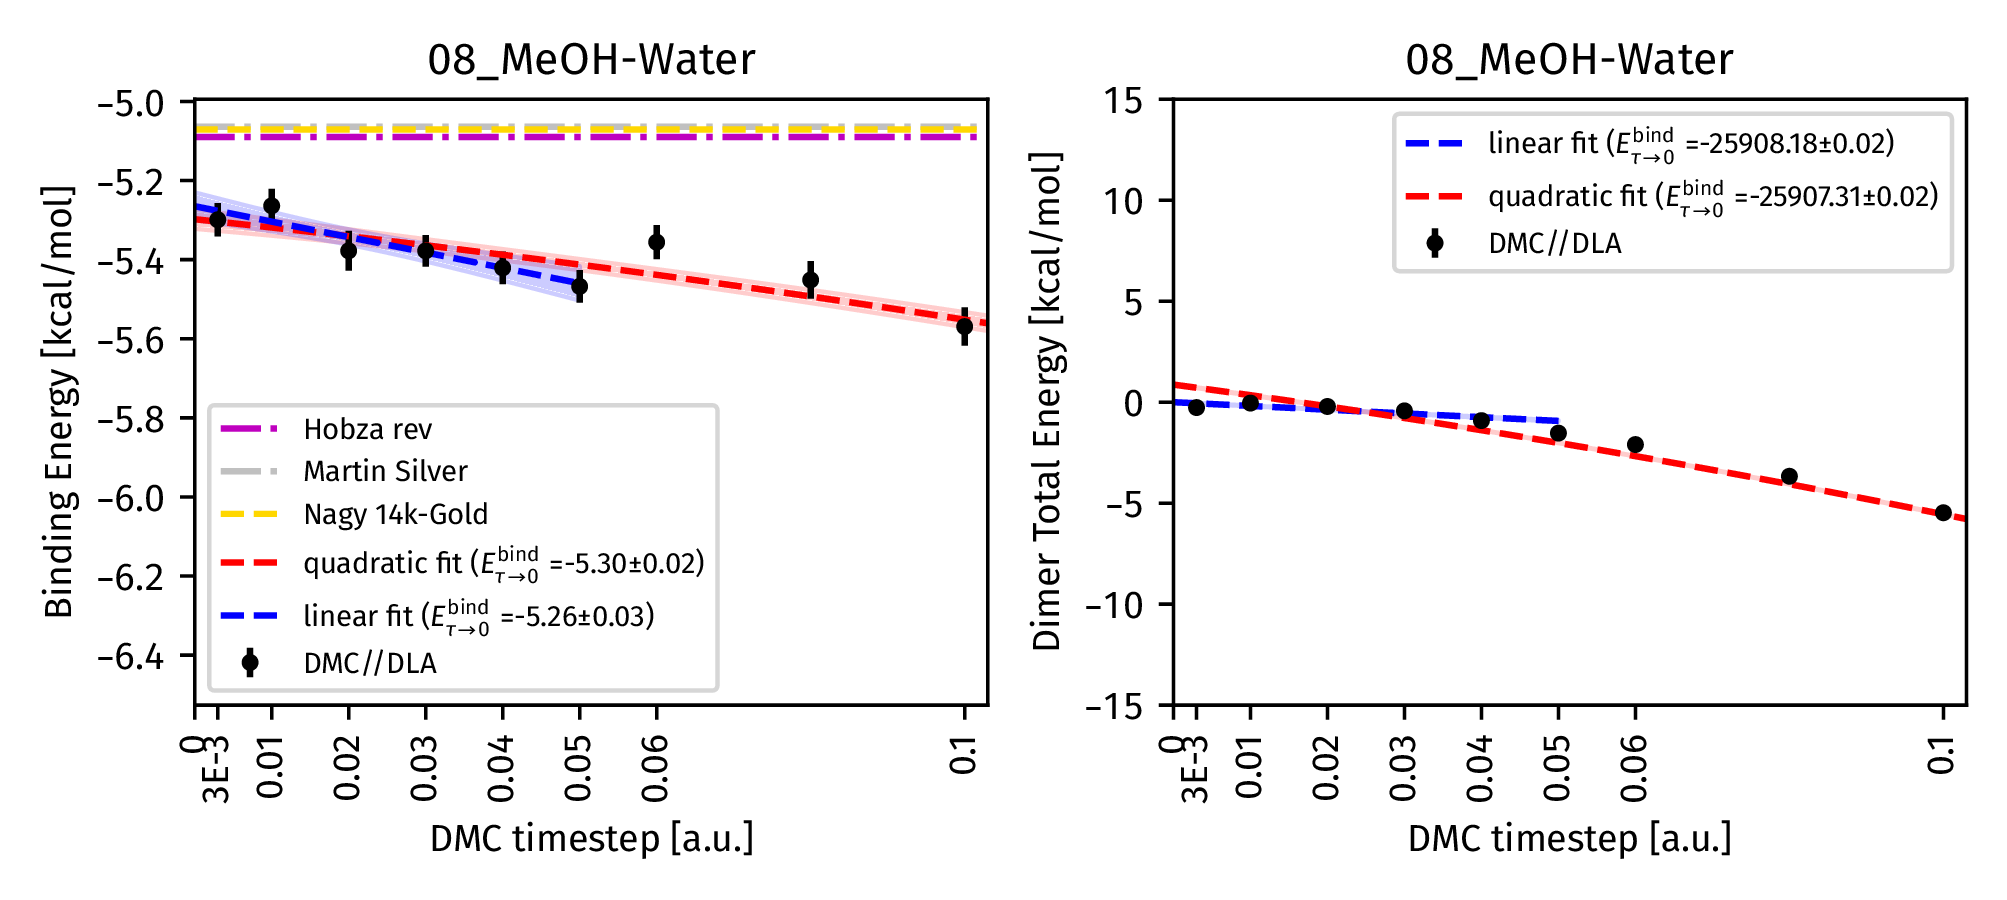 08_MeOH-Water
Binding Energy [kcal/mol]
−5.0
−5.2
−5.4
−5.6
−5.8
−6.0
−6.2
−6.4
Hobza rev
Martin Silver
Nagy 14k-Gold
quadratic fit (E^bind_τ→0 =-5.30±0.02)
linear fit (E^bind_τ→0 =-5.26±0.03)
DMC//DLA
0
3E-3
0.01
0.02
0.03
0.04
0.05
0.06
0.1
DMC timestep [a.u.]
08_MeOH-Water
Dimer Total Energy [kcal/mol]
15
10
5
0
−5
−10
−15
linear fit (E^bind_τ→0 =-25908.18±0.02)
quadratic fit (E^bind_τ→0 =-25907.31±0.02)
DMC//DLA
0
3E-3
0.01
0.02
0.03
0.04
0.05
0.06
0.1
DMC timestep [a.u.]